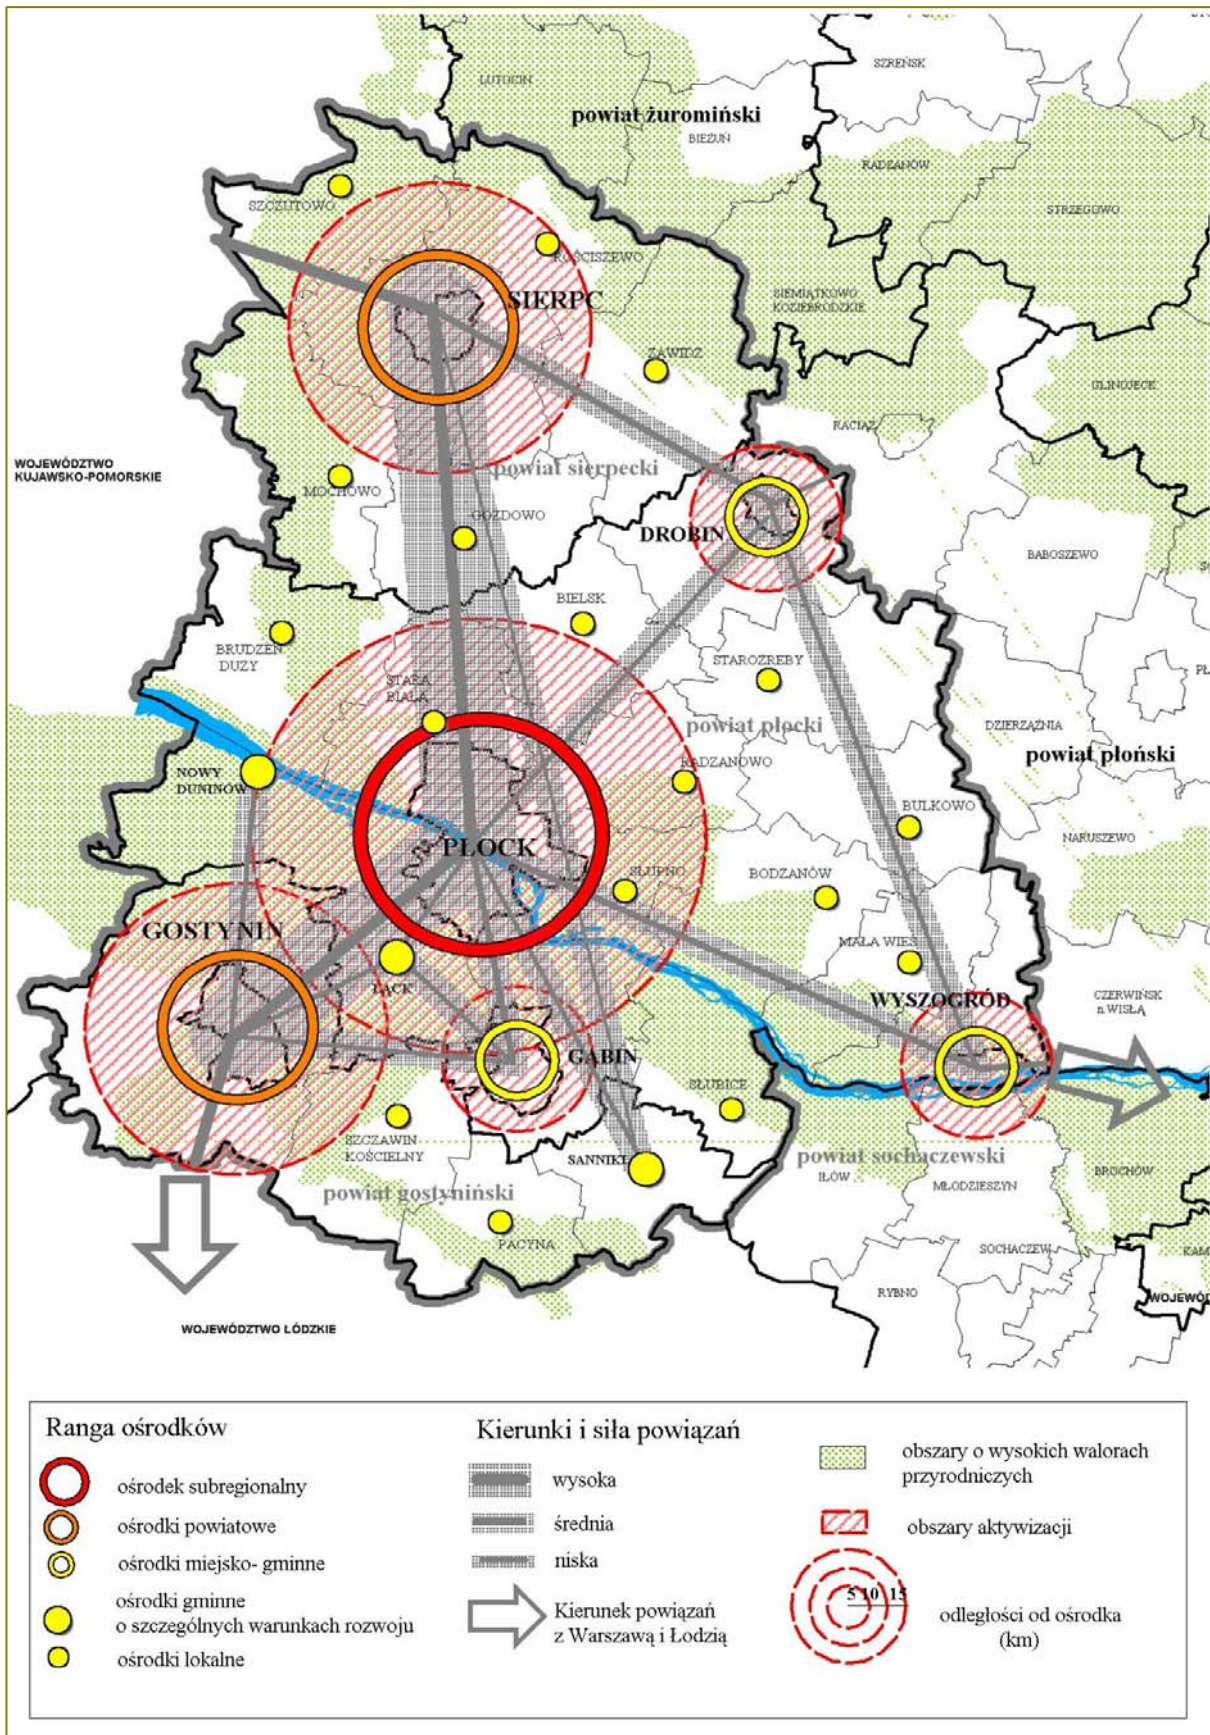 LUTOCIN
SZREŃSK
powiat żuromiński
BIEŻUŃ
RADZANÓW
SZCZUTOWO
STRZEGOWO
ROŚCISZEWO
SIERPC
SIEMIĄTKOWO
KOZIEBRODZKIE
ZAWIDZ
GLINOJECK
RACIĄŻ
WOJEWÓDZTWO
KUJAWSKO-POMORSKIE
powiat sierpecki
MOCHOWO
GOZDOWO
DROBIN
BABOSZEWO
BIELSK
BRUDZEŃ
DUŻY
STAROŹREBY
STARA
BIAŁA
powiat płocki
DZIERZĄŻNIA
powiat płoński
RADZANOWO
NOWY
DUNINÓW
BULKOWO
NARUSZEWO
PŁOCK
SŁUPNO
BODZANÓW
GOSTYNIN
MAŁA WIEŚ
ŁĄCK
WYSZOGRÓD
CZERWIŃSK
n.WISŁĄ
GĄBIN
SŁUBICE
SZCZAWIN
KOŚCIELNY
SANNIKI
powiat sochaczewski
IŁÓW
BROCHÓW
powiat gostyniński
MŁODZIESZYN
PACYNA
SOCHACZEW
KAM
RYBNO
WOJEWÓD
WOJEWÓDZTWO ŁÓDZKIE
Ranga ośrodków
ośrodek subregionalny
ośrodki powiatowe
ośrodki miejsko- gminne
ośrodki gminne
o szczególnych warunkach rozwoju
ośrodki lokalne
Kierunki i siła powiązań
wysoka
średnia
niska
Kierunek powiązań
z Warszawą i Łodzią
obszary o wysokich walorach
przyrodniczych
obszary aktywizacji
5 10 15
odległości od ośrodka
(km)